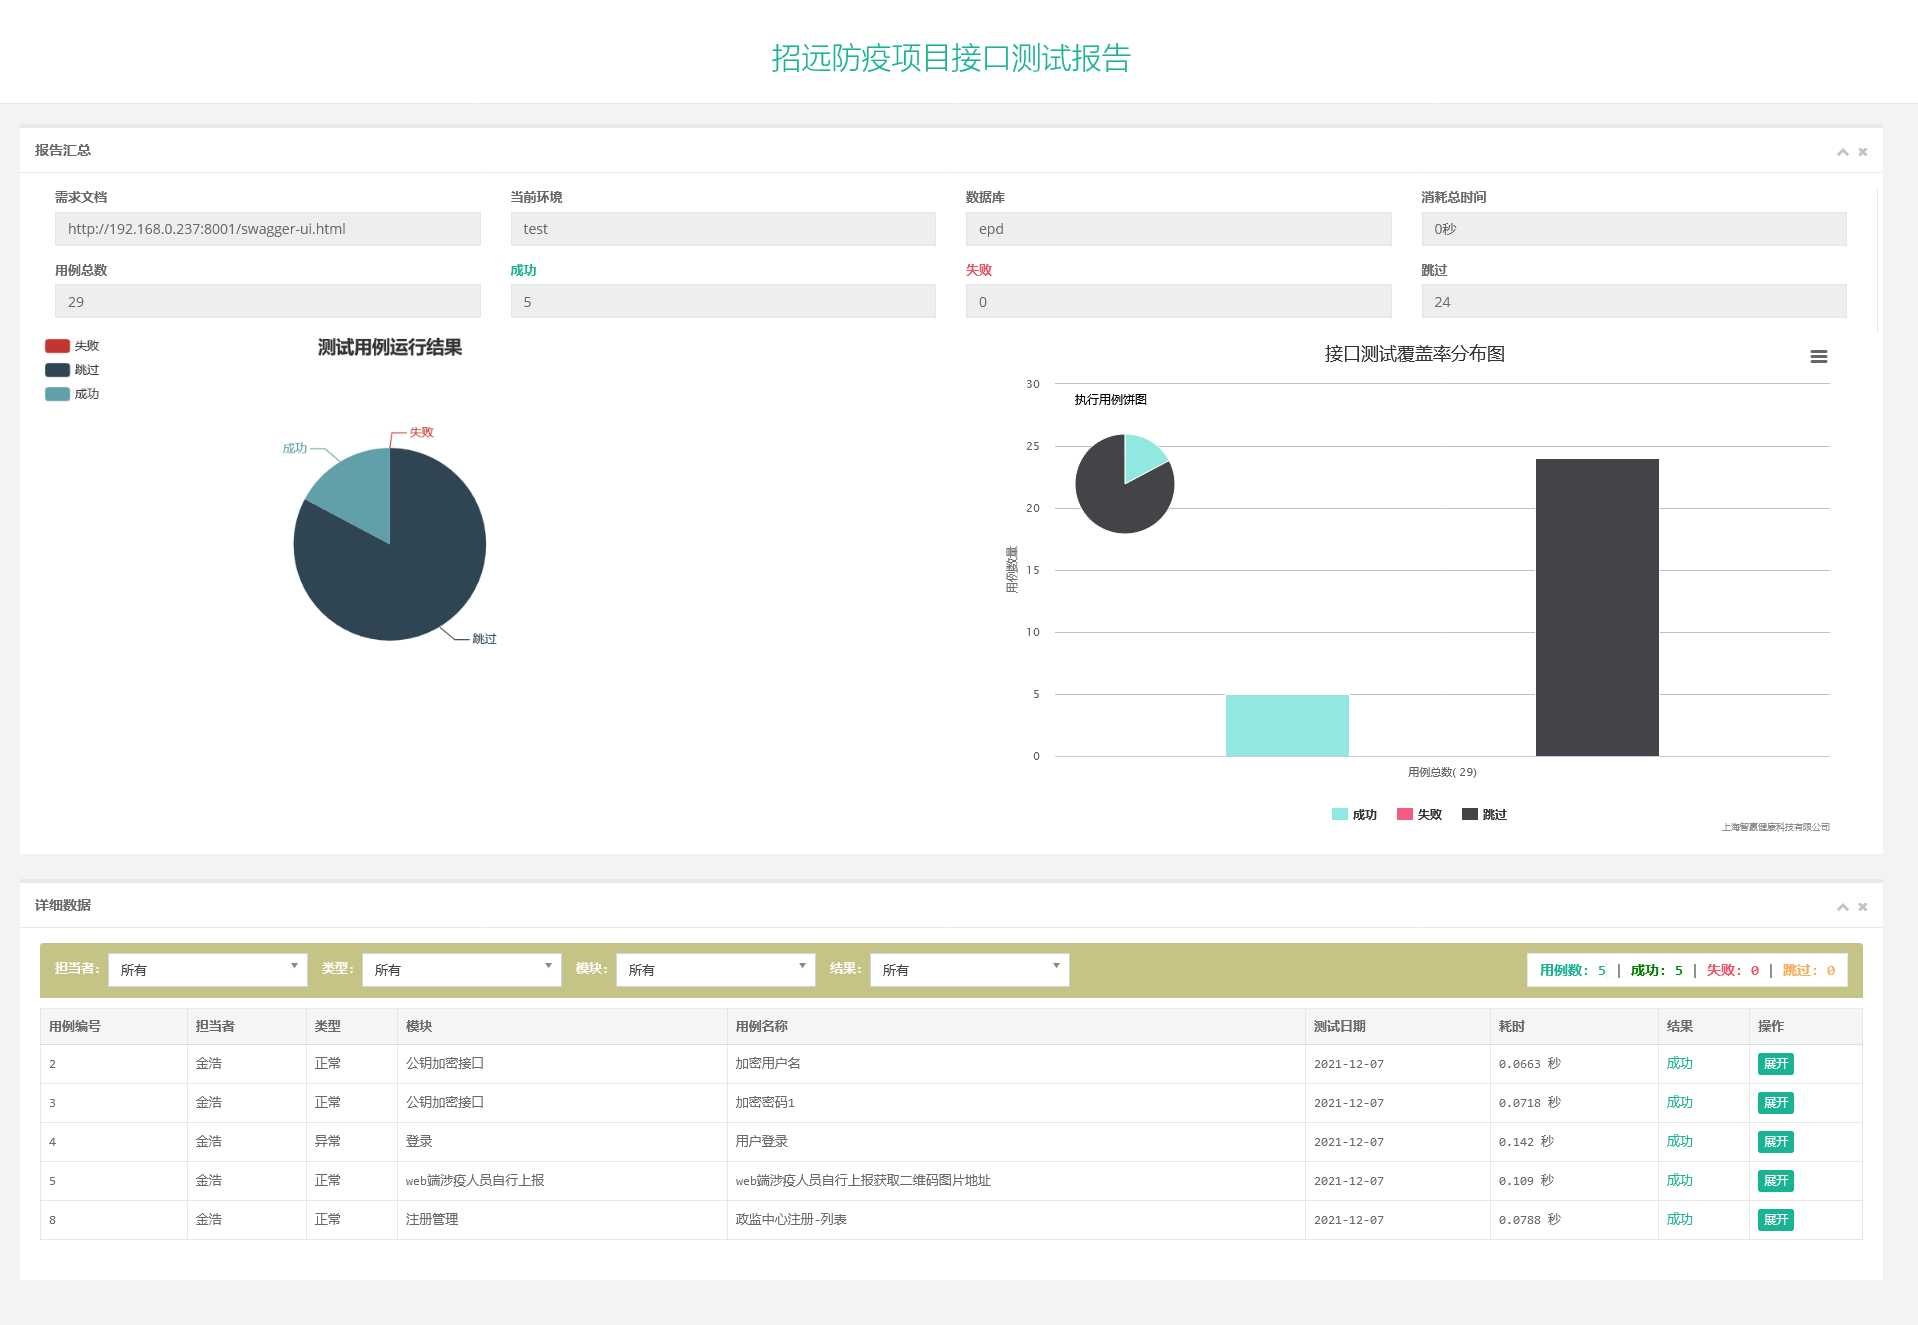 招远防疫项目接口测试报告
报告汇总
需求文档 当前环境 数据库 消耗总时间
http://192.168.0.237:8001/swagger-ui.html test epd 0秒
用例总数 成功 失败 跳过
29 5 0 24
失败
跳过
成功
测试用例运行结果
失败
成功
跳过
接口测试覆盖率分布图
执行用例饼图
用例数量
30
25
20
15
10
5
0
用例总数( 29)
成功 失败 跳过
上海智赢健康科技有限公司
详细数据
担当者: 所有 类型: 所有 模块: 所有 结果: 所有 用例数: 5 | 成功: 5 | 失败: 0 | 跳过: 0
用例编号 担当者 类型 模块 用例名称 测试日期 耗时 结果 操作
2 金浩 正常 公钥加密接口 加密用户名 2021-12-07 0.0663 秒 成功 展开
3 金浩 正常 公钥加密接口 加密密码1 2021-12-07 0.0718 秒 成功 展开
4 金浩 异常 登录 用户登录 2021-12-07 0.142 秒 成功 展开
5 金浩 正常 web端涉疫人员自行上报 web端涉疫人员自行上报获取二维码图片地址 2021-12-07 0.109 秒 成功 展开
8 金浩 正常 注册管理 政监中心注册-列表 2021-12-07 0.0788 秒 成功 展开